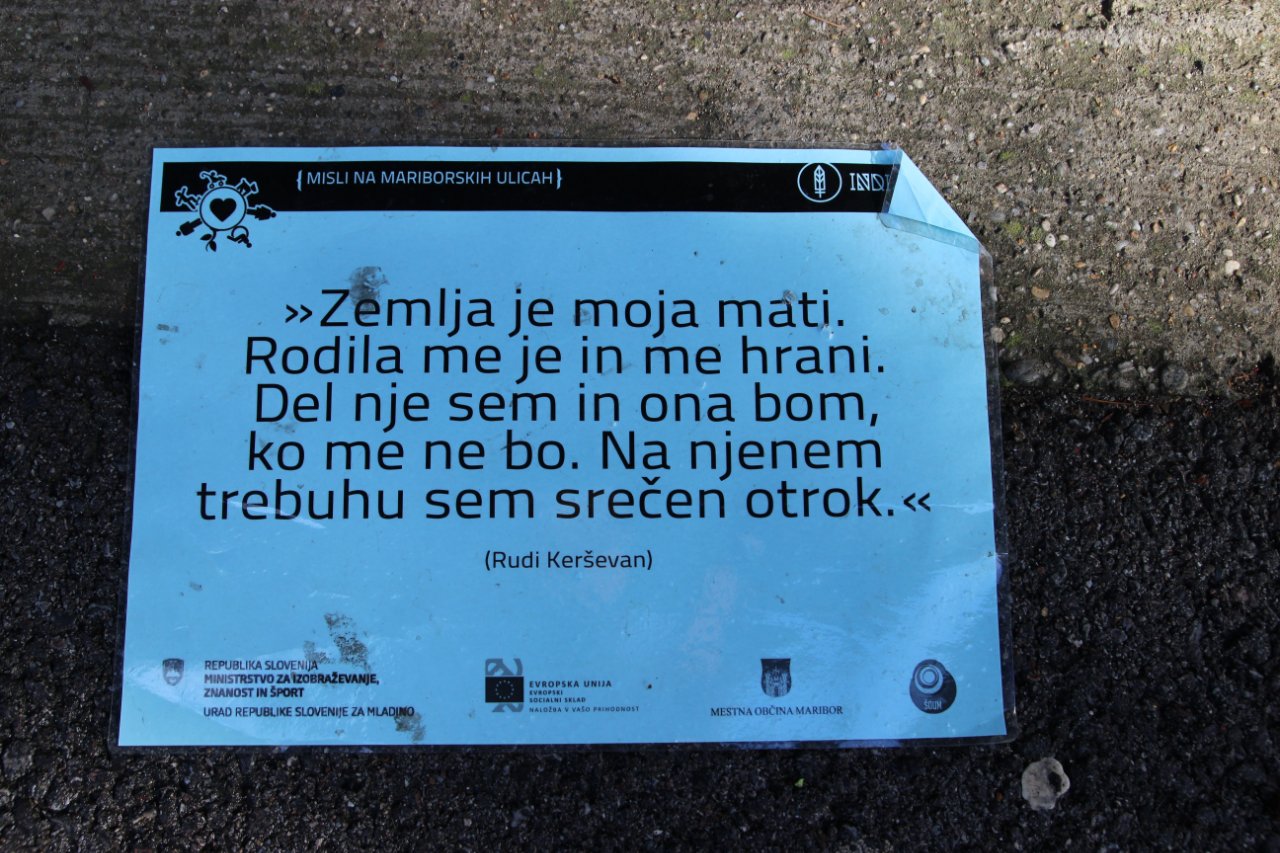 {MISLI NA MARIBORSKIH ULICAH}
»Zemlja je moja mati.
Rodila me je in me hrani.
Del nje sem in ona bom,
ko me ne bo. Na njenem
trebuhu sem srečen otrok.«
(Rudi Kerševan)
REPUBLIKA SLOVENIJA
MINISTRSTVO ZA IZOBRAŽEVANJE,
ZNANOST IN ŠPORT
URAD REPUBLIKE SLOVENIJE ZA MLADINO
EVROPSKA UNIJA
EVROPSKI
SOCIALNI SKLAD
NALOŽBA V VAŠO PRIHODNOST
MESTNA OBČINA MARIBOR
ŠOUM